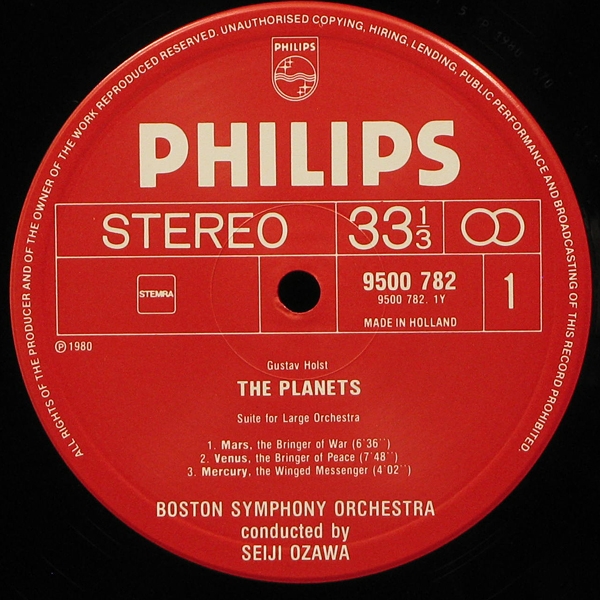 ALL RIGHTS OF THE PRODUCER AND OF THE OWNER OF THE WORK REPRODUCED RESERVED. UNAUTHORISED COPYING, HIRING, LENDING, PUBLIC PERFORMANCE AND BROADCASTING OF THIS RECORD PROHIBITED.
PHILIPS
PHILIPS
STEREO
33 1/3
STEMRA
9500 782
9500 782. 1Y
MADE IN HOLLAND
1
℗ 1980
Gustav Holst
THE PLANETS
Suite for Large Orchestra
1. Mars, the Bringer of War (6'36'')
2. Venus, the Bringer of Peace (7'48'')
3. Mercury, the Winged Messenger (4'02'')
BOSTON SYMPHONY ORCHESTRA
conducted by
SEIJI OZAWA